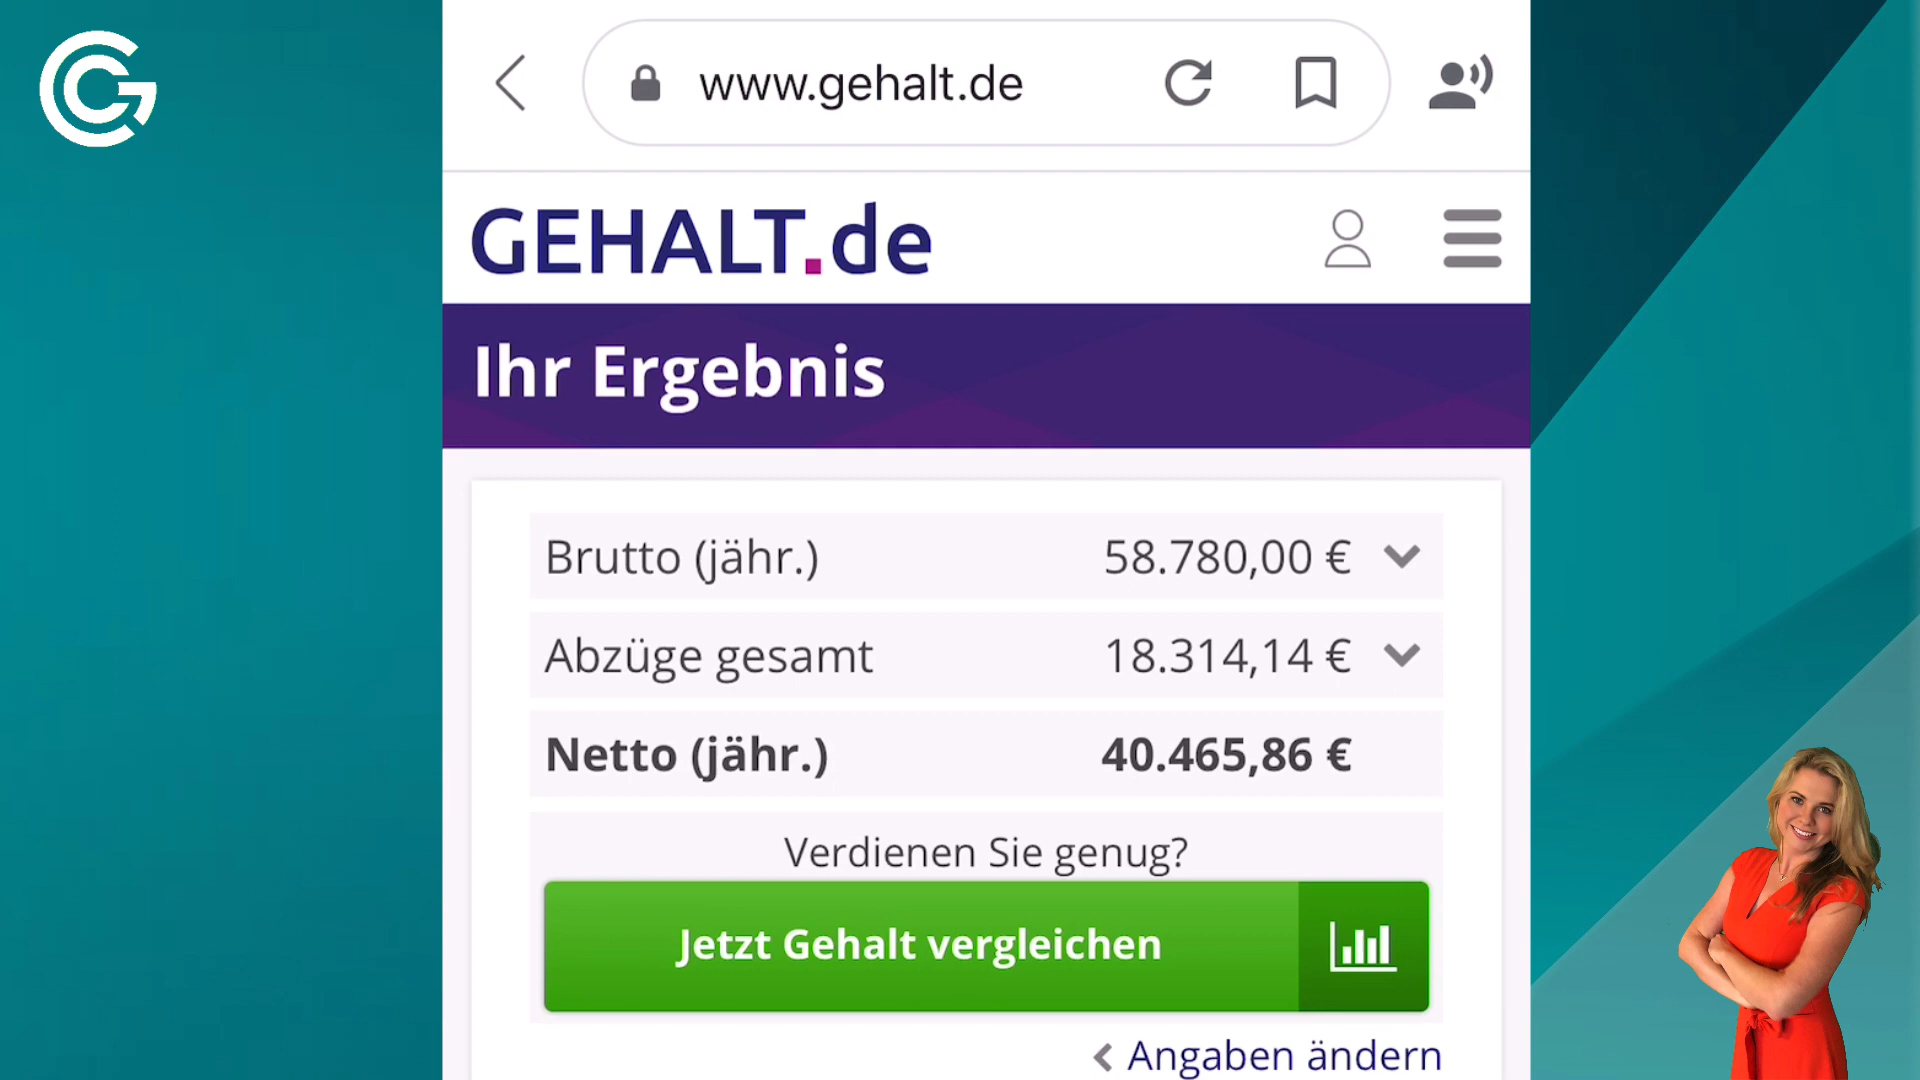 www.gehalt.de
GEHALT.de
Ihr Ergebnis
Brutto (jähr.) 58.780,00 €
Abzüge gesamt 18.314,14 €
Netto (jähr.) 40.465,86 €
Verdienen Sie genug?
Jetzt Gehalt vergleichen
Angaben ändern